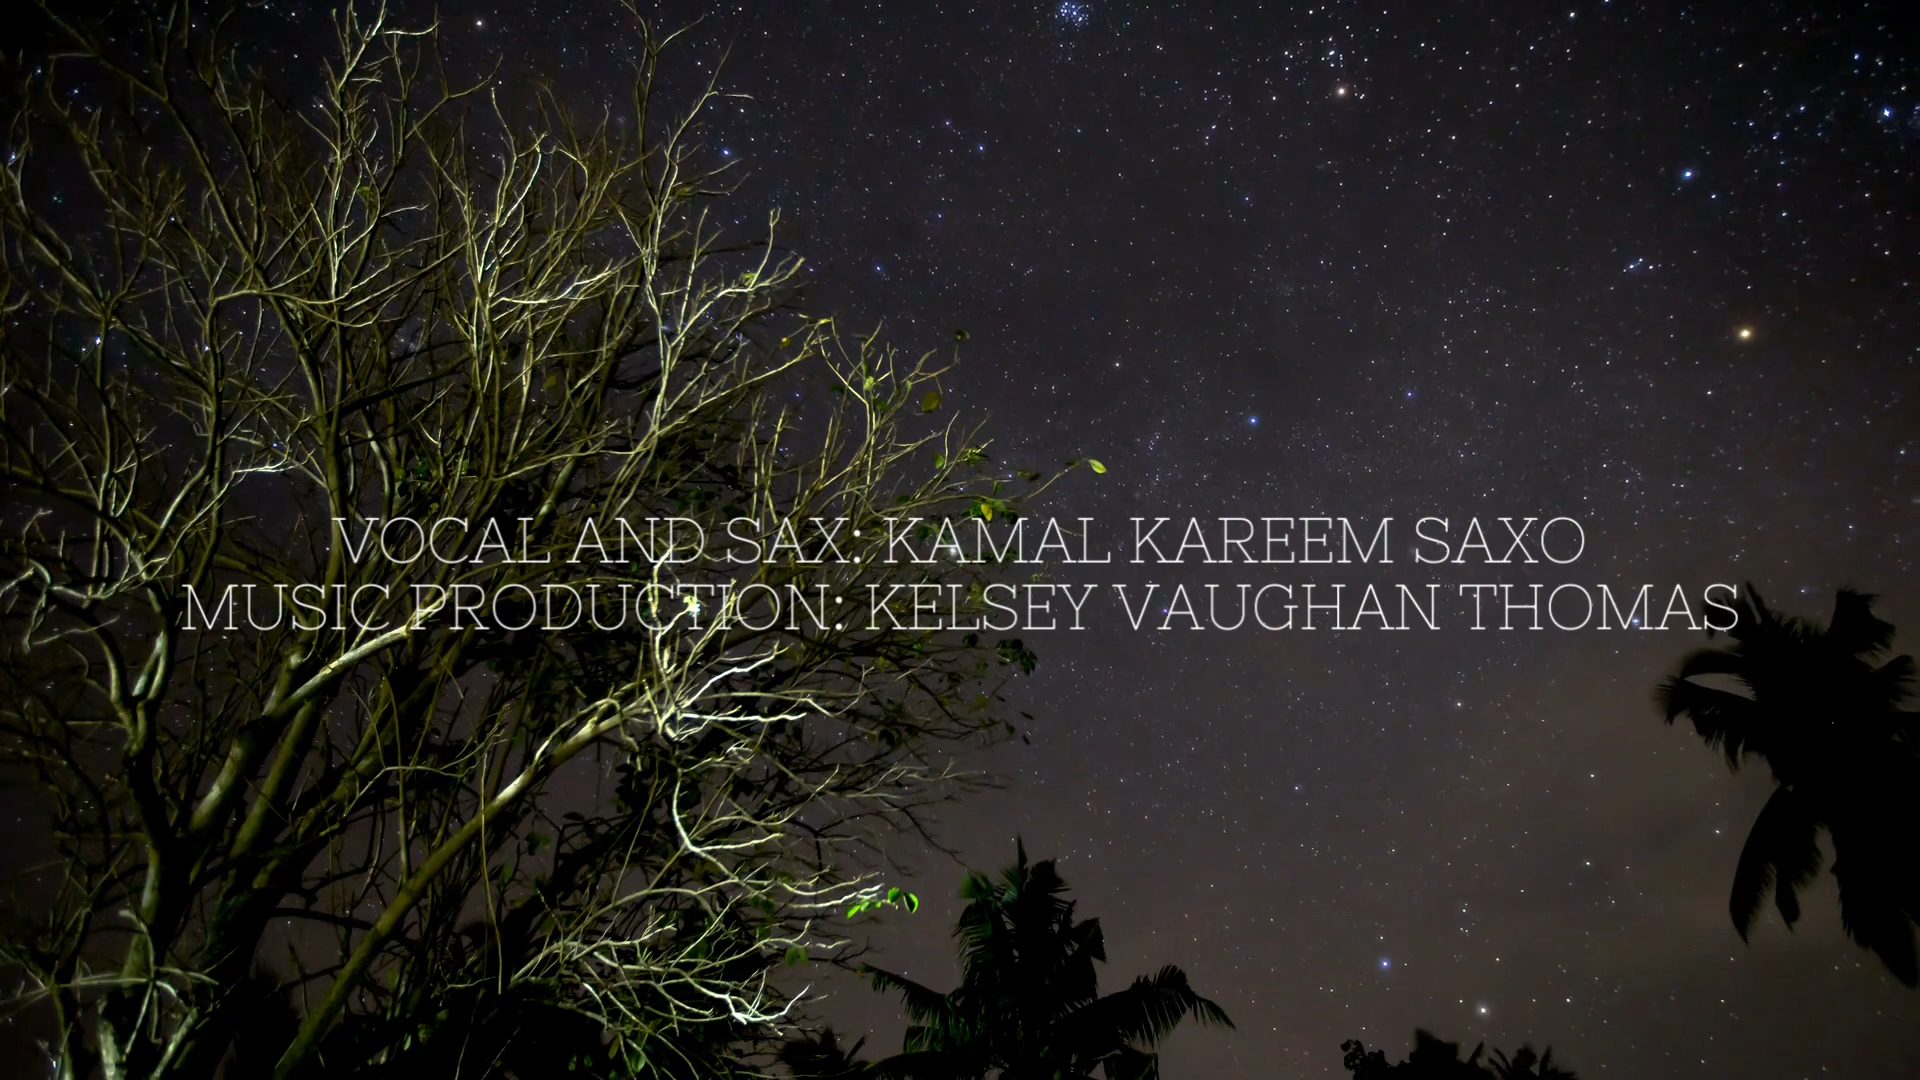 VOCAL AND SAX: KAMAL KAREEM SAXO
MUSIC PRODUCTION: KELSEY VAUGHAN THOMAS